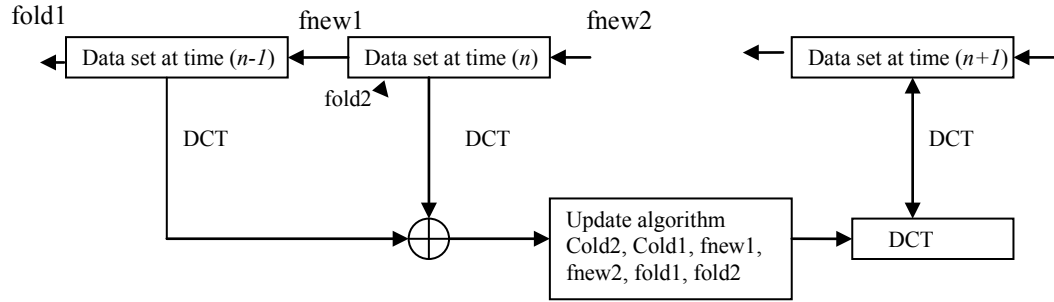 fold1
fnew1
fnew2
Data set at time (n-1)
Data set at time (n)
Data set at time (n+1)
fold2
DCT
DCT
DCT
Update algorithm
Cold2, Cold1, fnew1,
fnew2, fold1, fold2
DCT